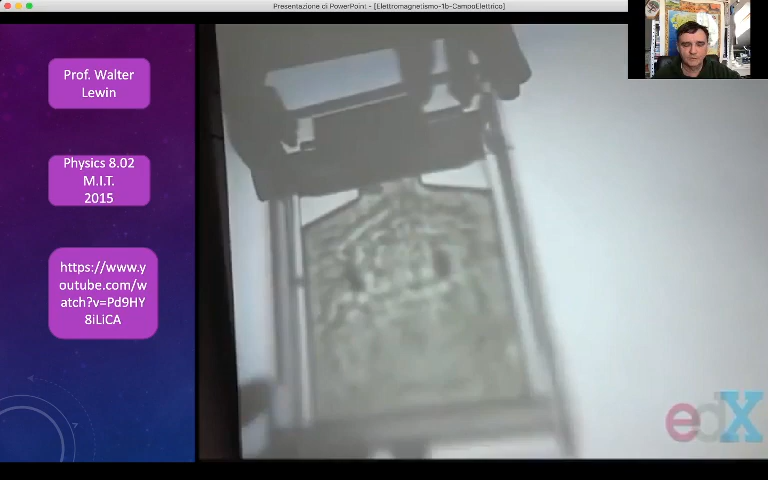 Presentazione di PowerPoint - [Elettromagnetismo-1b-CampoElettrico]
Prof. Walter
Lewin
Physics 8.02
M.I.T.
2015
https://www.y
outube.com/w
atch?v=Pd9HY
8iLiCA
edX